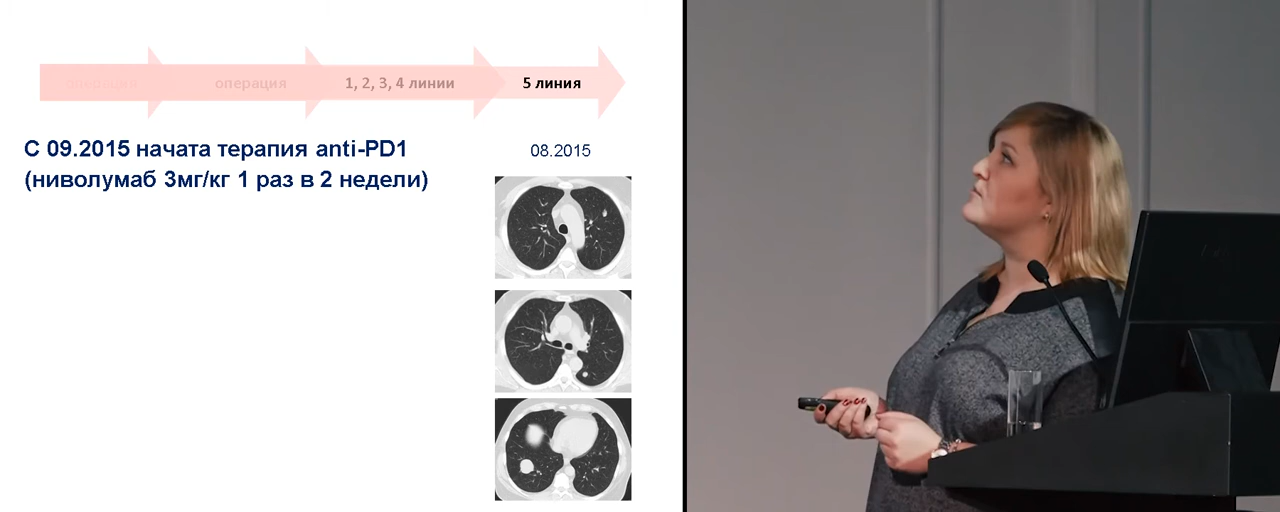 операция
операция
1, 2, 3, 4 линии
5 линия
С 09.2015 начата терапия anti-PD1
(ниволумаб 3мг/кг 1 раз в 2 недели)
08.2015